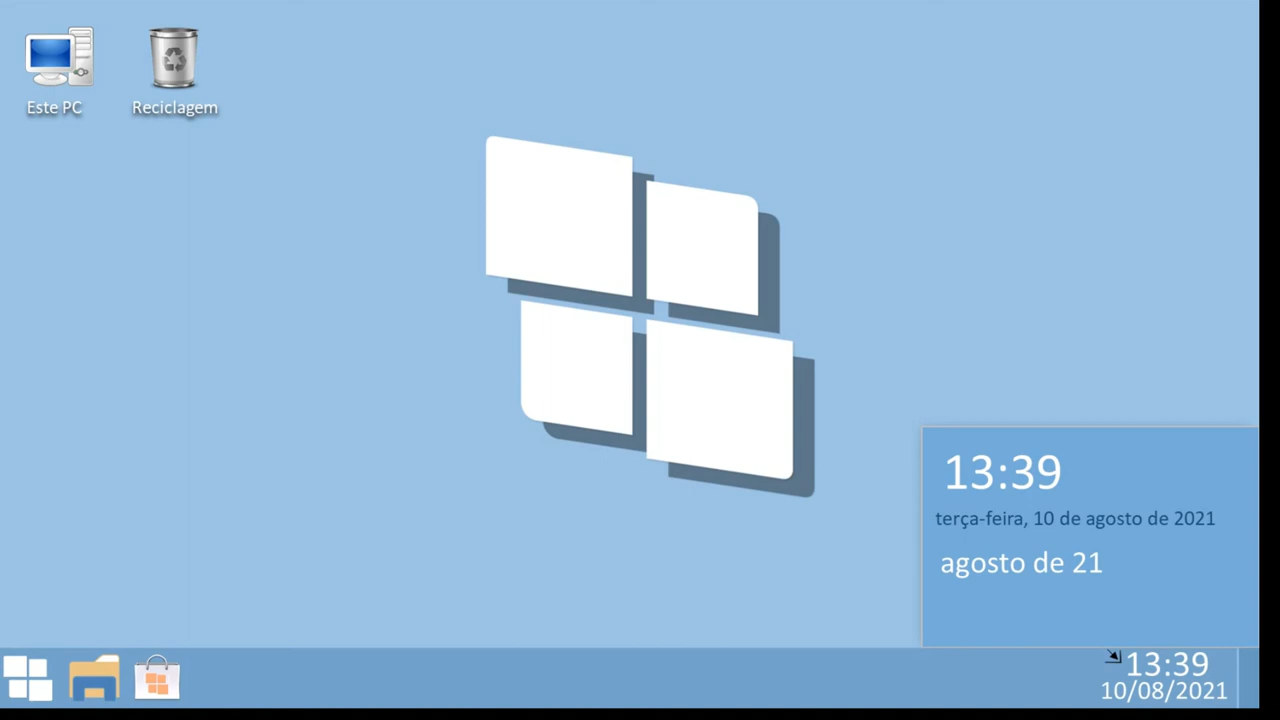 Este PC
Reciclagem
13:39
terça-feira, 10 de agosto de 2021
agosto de 21
13:39
10/08/2021